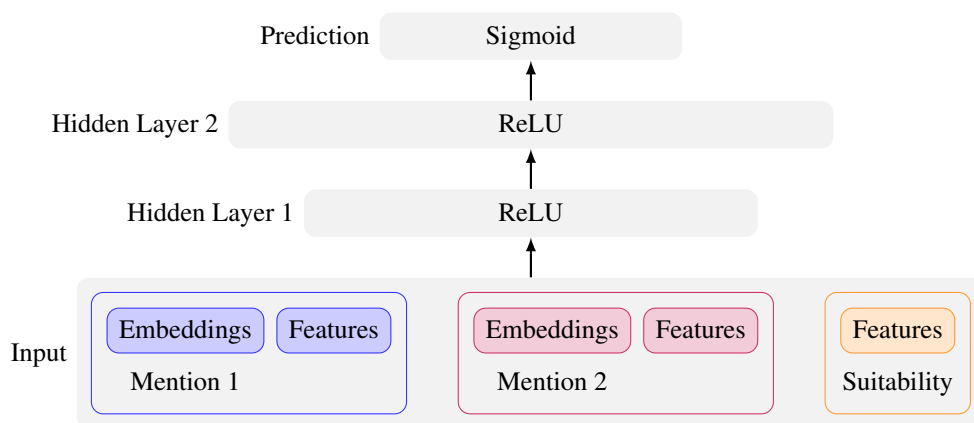 Prediction Sigmoid
Hidden Layer 2 ReLU
Hidden Layer 1 ReLU
Input
Embeddings Features
Mention 1
Embeddings Features
Mention 2
Features
Suitability